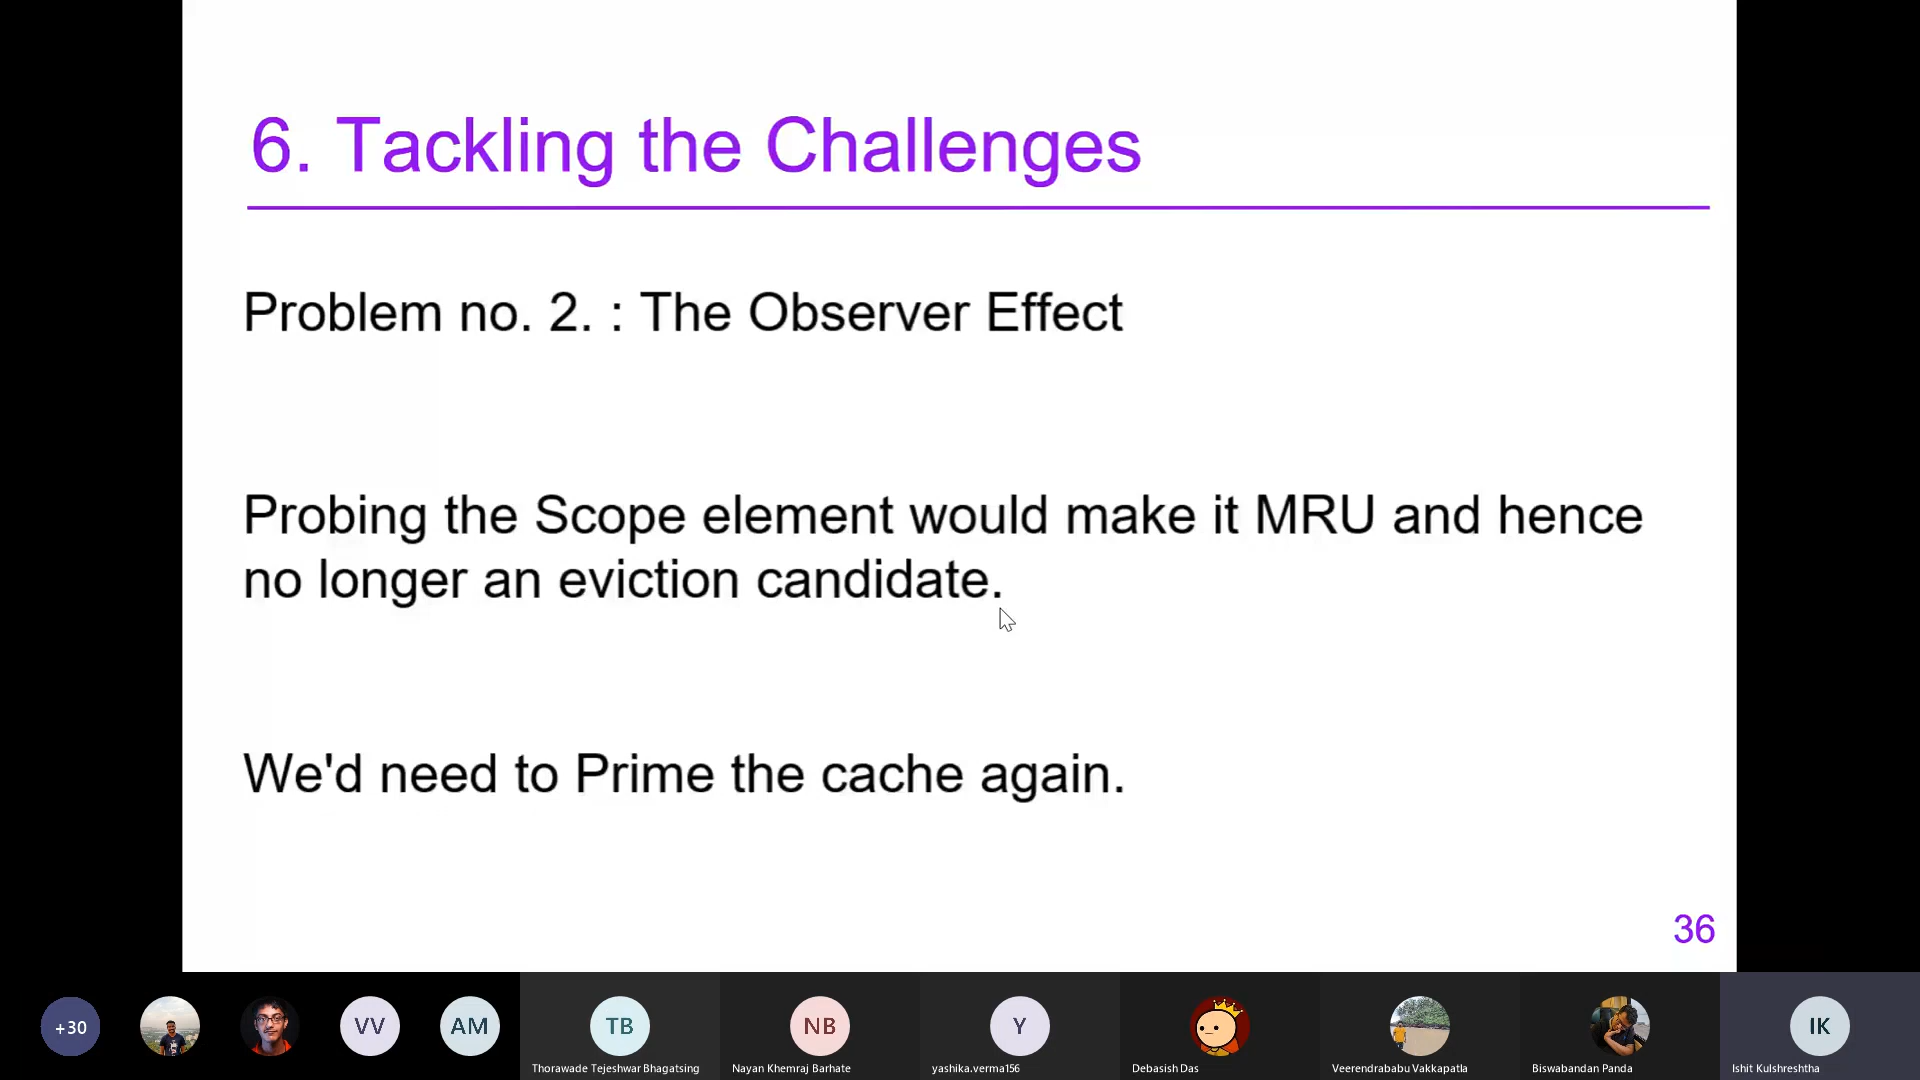 6. Tackling the Challenges
Problem no. 2. : The Observer Effect
Probing the Scope element would make it MRU and hence
no longer an eviction candidate.
We'd need to Prime the cache again.
36
+30
VV
AM
TB
NB
Y
IK
Thorawade Tejeshwar Bhagatsing
Nayan Khemraj Barhate
yashika.verma156
Debasish Das
Veerendrababu Vakkapatla
Biswabandan Panda
Ishit Kulshreshtha